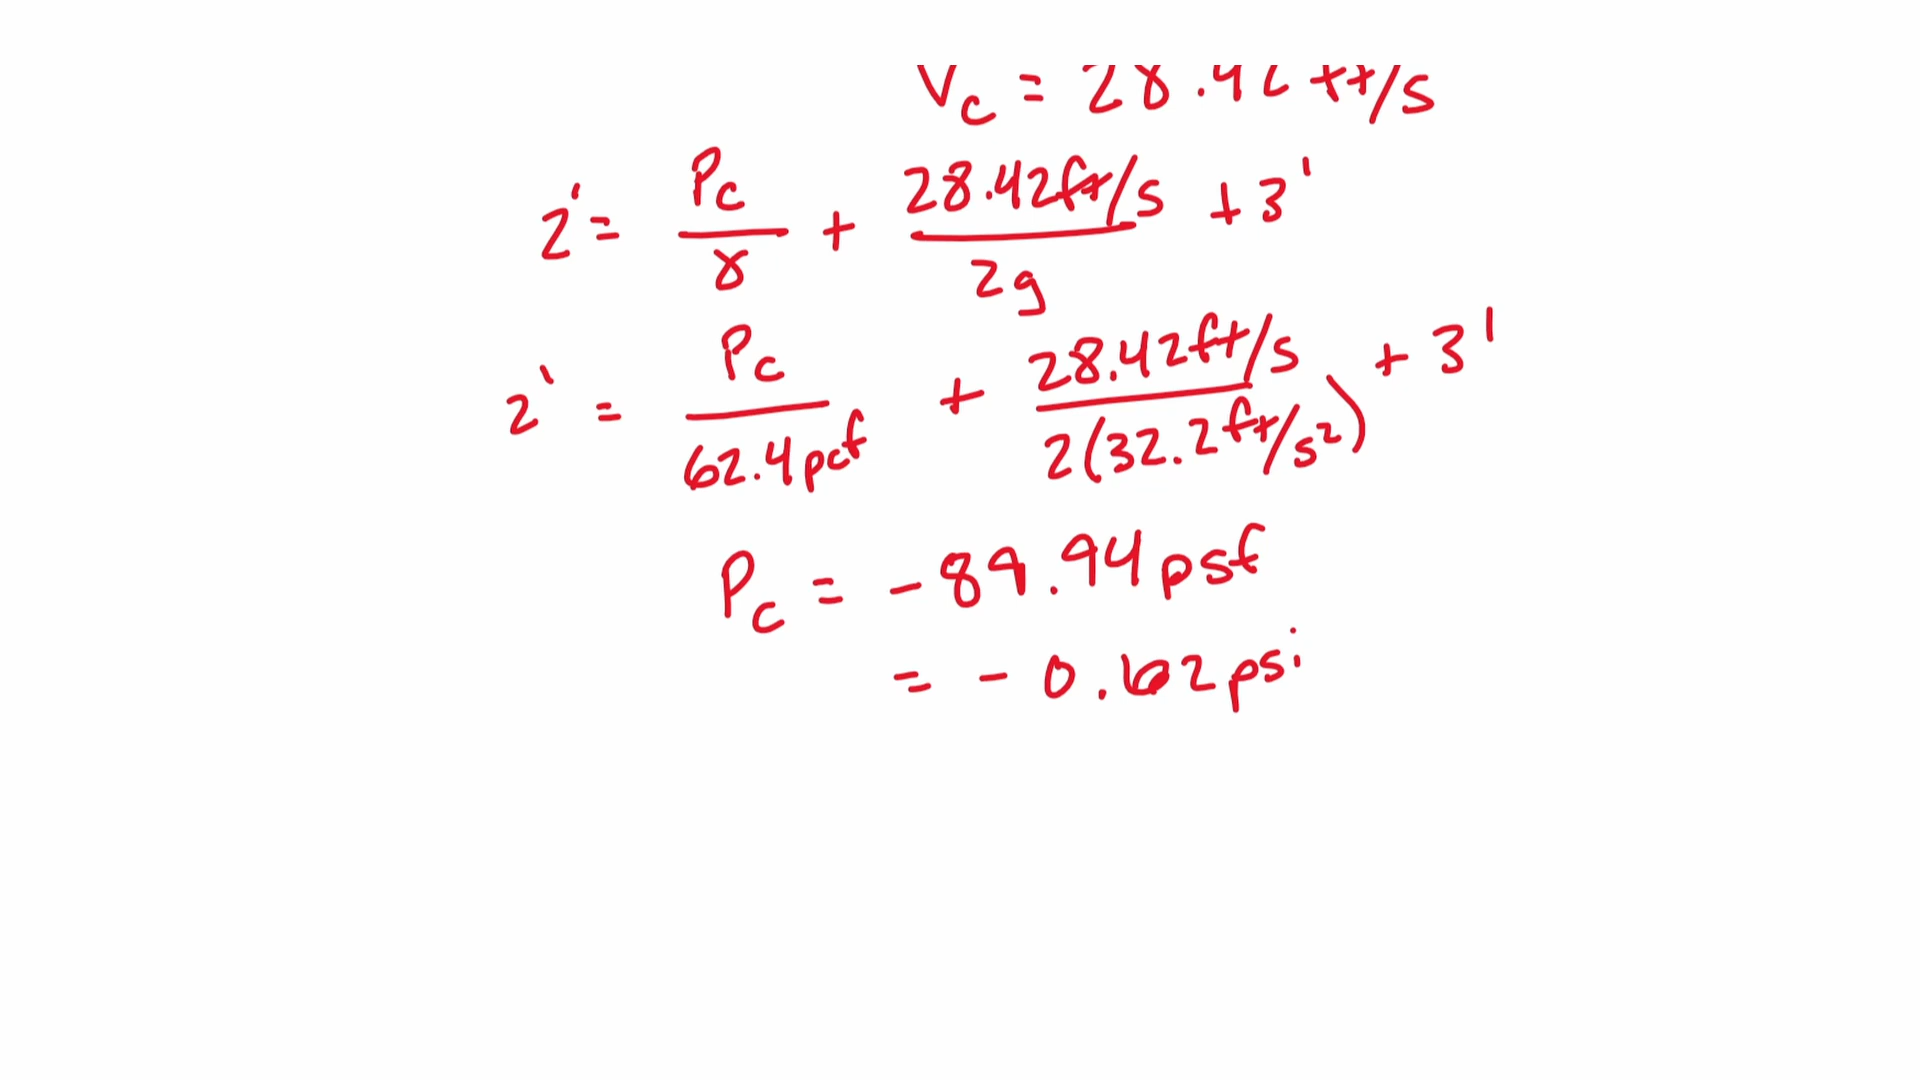 Vc = 28.42 ft/s
2' = Pc/γ + 28.42ft/s / 2g + 3'
2' = Pc / 62.4pcf + 28.42ft/s / 2(32.2ft/s²) + 3'
Pc = - 89.94 psf
= - 0.62 psi